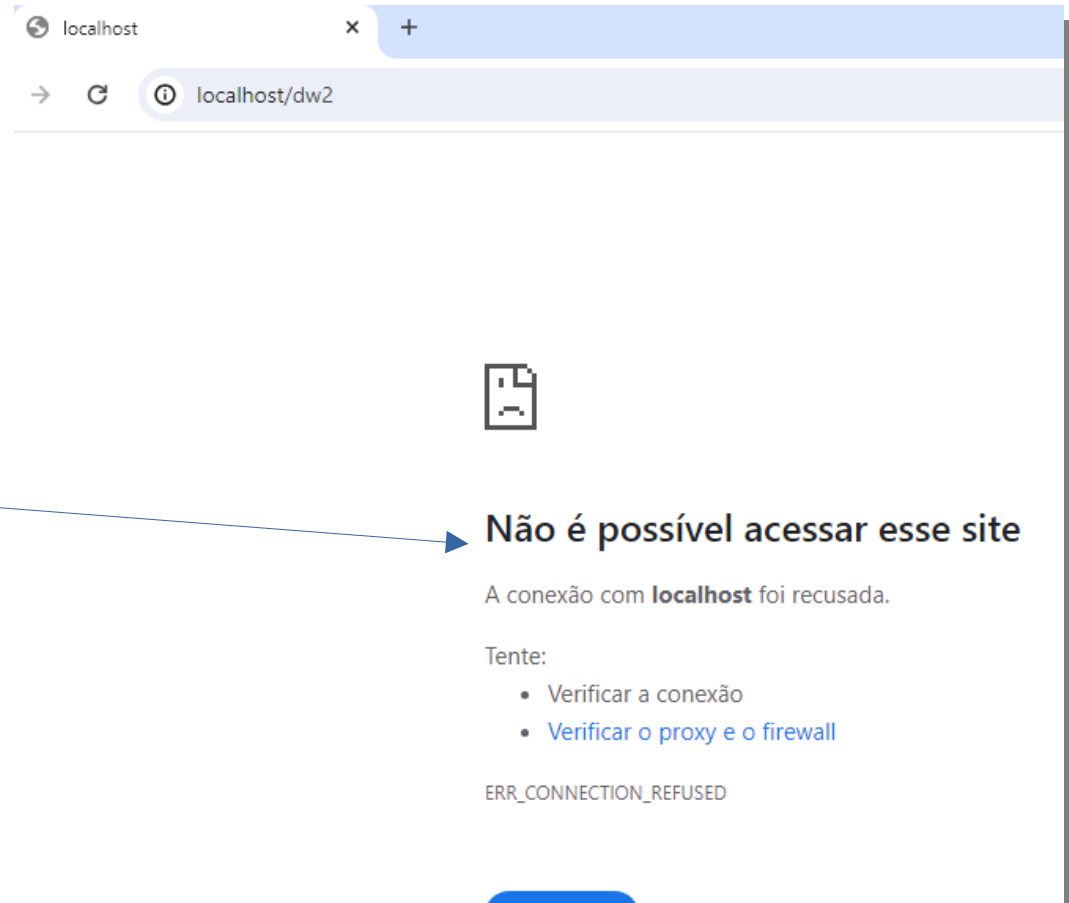 localhost
localhost/dw2
Não é possível acessar esse site
A conexão com localhost foi recusada.
Tente:
Verificar a conexão
Verificar o proxy e o firewall
ERR_CONNECTION_REFUSED